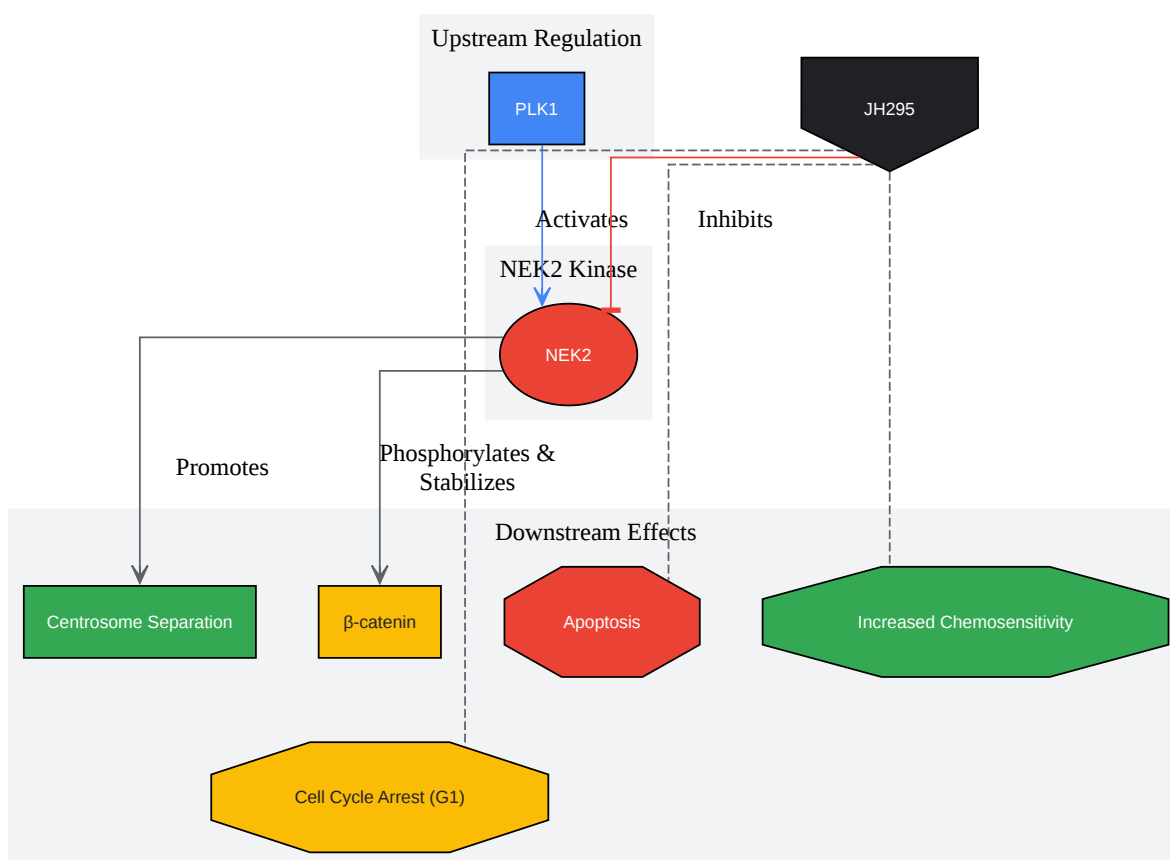 Upstream Regulation
PLK1
JH295
Activates
Inhibits
NEK2 Kinase
NEK2
Promotes
Phosphorylates &
Stabilizes
Downstream Effects
Centrosome Separation
β-catenin
Apoptosis
Increased Chemosensitivity
Cell Cycle Arrest (G1)